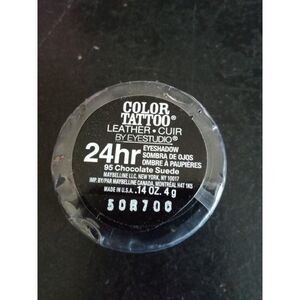 COLOR
TATTOO®
LEATHER • CUIR
BY EYESTUDIO®
24hr EYESHADOW
SOMBRA DE OJOS
OMBRE À PAUPIÈRES
95 Chocolate Suede
MAYBELLINE LLC, NEW YORK, NY 10017
IMP. BY/PAR MAYBELLINE CANADA, MONTRÉAL H4T 1K5
MADE IN U.S.A. .14 OZ. 4 g
50R700